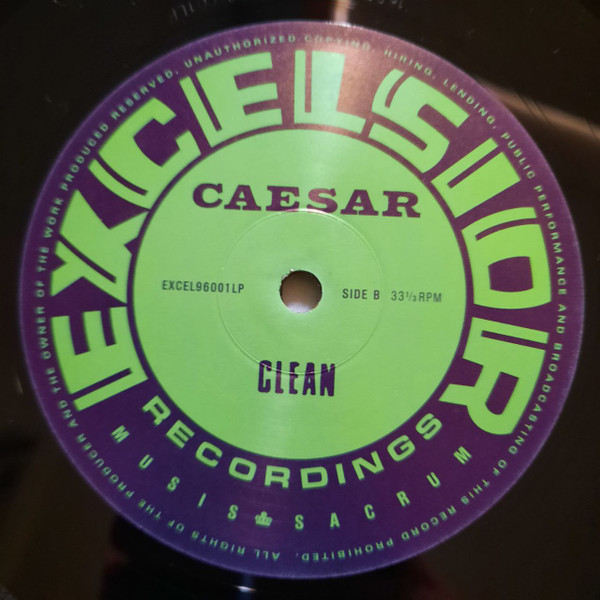 EXCELSIOR
CAESAR
EXCEL96001LP
SIDE B 33⅓RPM
CLEAN
RECORDINGS
MUSIS SACRUM
ALL RIGHTS OF THE PRODUCER AND THE OWNER OF THE WORK PRODUCED RESERVED. UNAUTHORIZED COPYING, HIRING, LENDING, PUBLIC PERFORMANCE AND BROADCASTING OF THIS RECORD PROHIBITED.